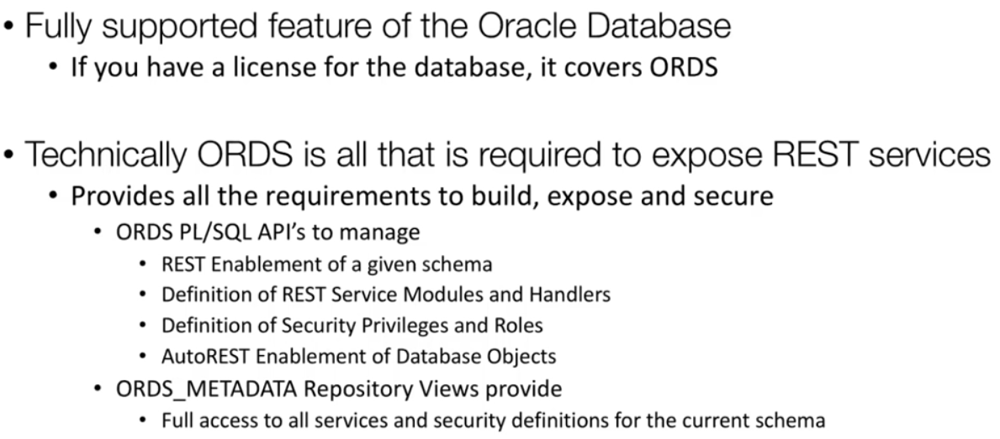 • Fully supported feature of the Oracle Database
• If you have a license for the database, it covers ORDS
• Technically ORDS is all that is required to expose REST services
• Provides all the requirements to build, expose and secure
• ORDS PL/SQL API's to manage
• REST Enablement of a given schema
• Definition of REST Service Modules and Handlers
• Definition of Security Privileges and Roles
• AutoREST Enablement of Database Objects
• ORDS_METADATA Repository Views provide
• Full access to all services and security definitions for the current schema